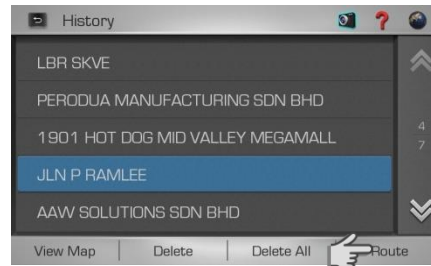 History
?
LBR SKVE
PERODUA MANUFACTURING SDN BHD
1901 HOT DOG MID VALLEY MEGAMALL
4
7
JLN P RAMLEE
AAW SOLUTIONS SDN BHD
View Map Delete Delete All Route